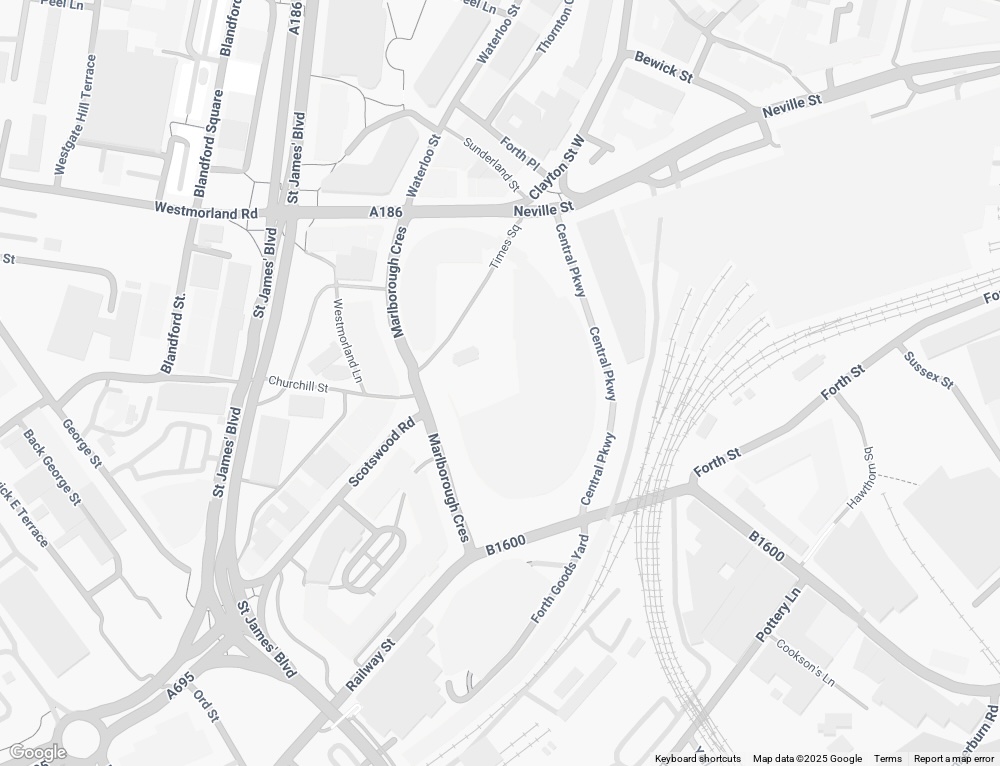 Peel Ln
Peel Ln
Waterloo St
Blandford
A186
Thornton
Bewick St
Westgate Hill Terrace
Blandford Square
St James' Blvd
Neville St
Forth Pl
Sunderland St
Clayton St W
Waterloo St
Westmorland Rd
A186
Neville St
St
St James' Blvd
Marlborough Cres
Times Sq
Central Pkwy
Blandford St.
Westmorland Ln
Central Pkwy
Forth St
Sussex St
Churchill St
George St
Back George St
St James' Blvd
Scotswood Rd
Marlborough Cres
Central Pkwy
Forth St
Hawthorn Sq
E Terrace
B1600
B1600
Forth Goods Yard
Pottery Ln
St James' Blvd
Railway St
Cookson's Ln
A695
Ord St
Google
Keyboard shortcuts
Map data ©2025 Google
Terms
Report a map error